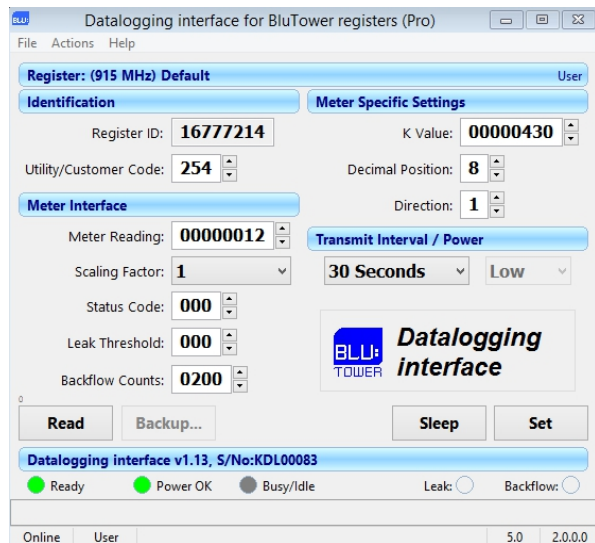 BLU: Datalogging interface for BluTower registers (Pro)
File Actions Help
Register: (915 MHz) Default User
Identification
Register ID: 16777214
Utility/Customer Code: 254
Meter Interface
Meter Reading: 00000012
Scaling Factor: 1
Status Code: 000
Leak Threshold: 000
Backflow Counts: 0200
Meter Specific Settings
K Value: 00000430
Decimal Position: 8
Direction: 1
Transmit Interval / Power
30 Seconds Low
BLU:
TOWER
Datalogging
interface
0
Read Backup... Sleep Set
Datalogging interface v1.13, S/No:KDL00083
Ready Power OK Busy/Idle Leak: Backflow:
Online User 5.0 2.0.0.0